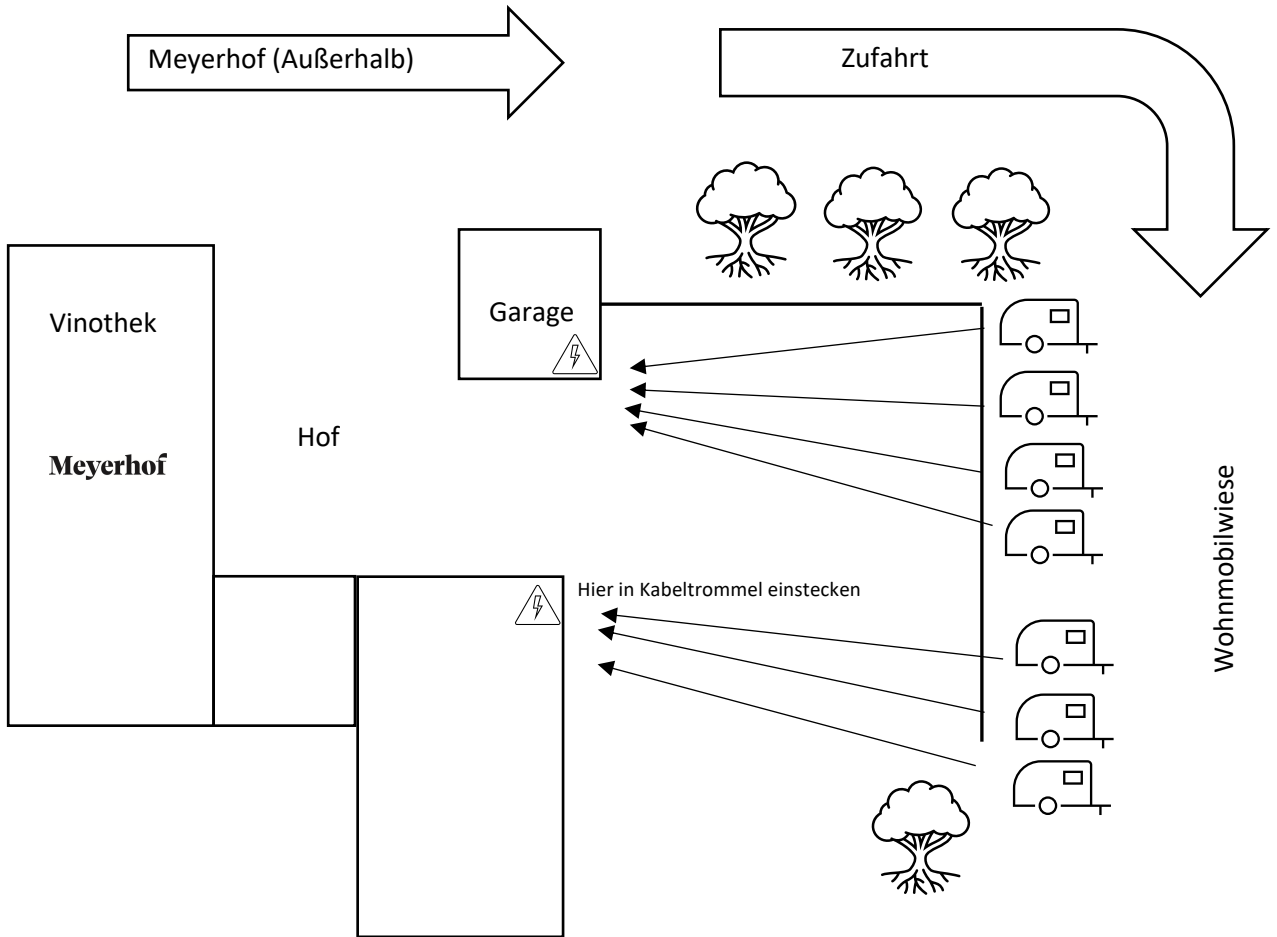 Meyerhof (Außerhalb)
Zufahrt
Garage
Vinothek
Hof
Meyerhof
Wohnmobilwiese
Hier in Kabeltrommel einstecken